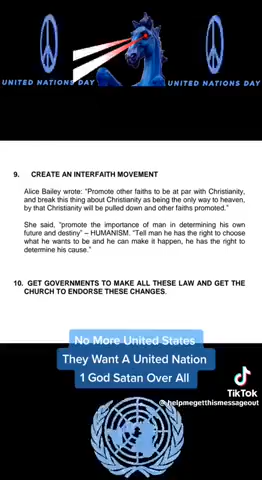 UNITED NATIONS DAY
UNITED NATIONS DAY
9. CREATE AN INTERFAITH MOVEMENT
Alice Bailey wrote: “Promote other faiths to be at par with Christianity,
and break this thing about Christianity as being the only way to heaven,
by that Christianity will be pulled down and other faiths promoted.”
She said, “promote the importance of man in determining his own
future and destiny” – HUMANISM. “Tell man he has the right to choose
what he wants to be and he can make it happen, he has the right to
determine his cause.”
10. GET GOVERNMENTS TO MAKE ALL THESE LAW AND GET THE
CHURCH TO ENDORSE THESE CHANGES.
No More United States
They Want A United Nation
1 God Satan Over All
TikTok
@helpmegetthismessageout